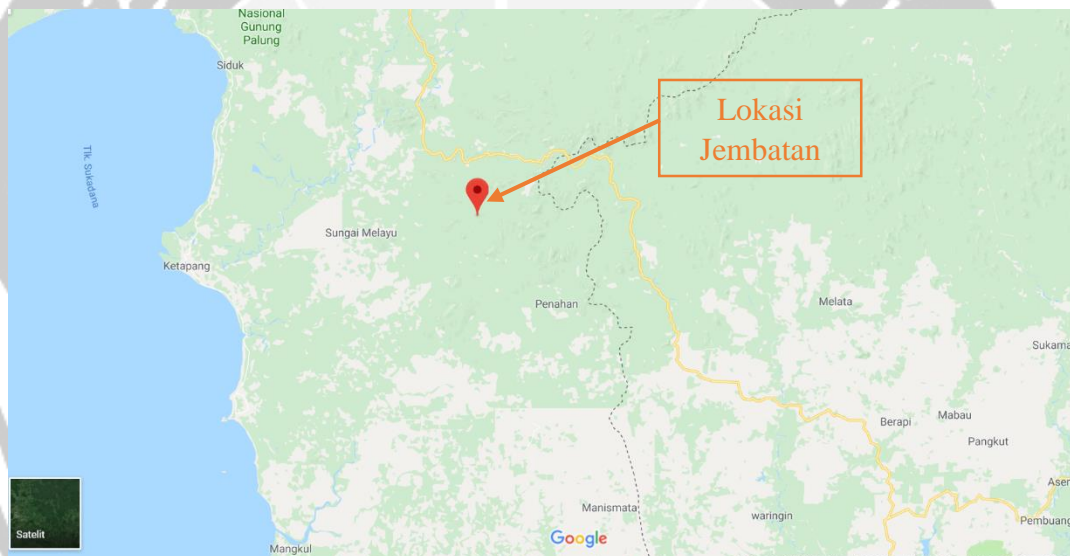 Nasional
Gunung
Palung
Siduk
Lokasi
Jembatan
Tlk. Sukadana
Sungai Melayu
Ketapang
Penahan
Melata
Sukama
Berapi
Mabau
Pangkut
Manismata
waringin
Pembuang
Satelit
Google
Mangkul